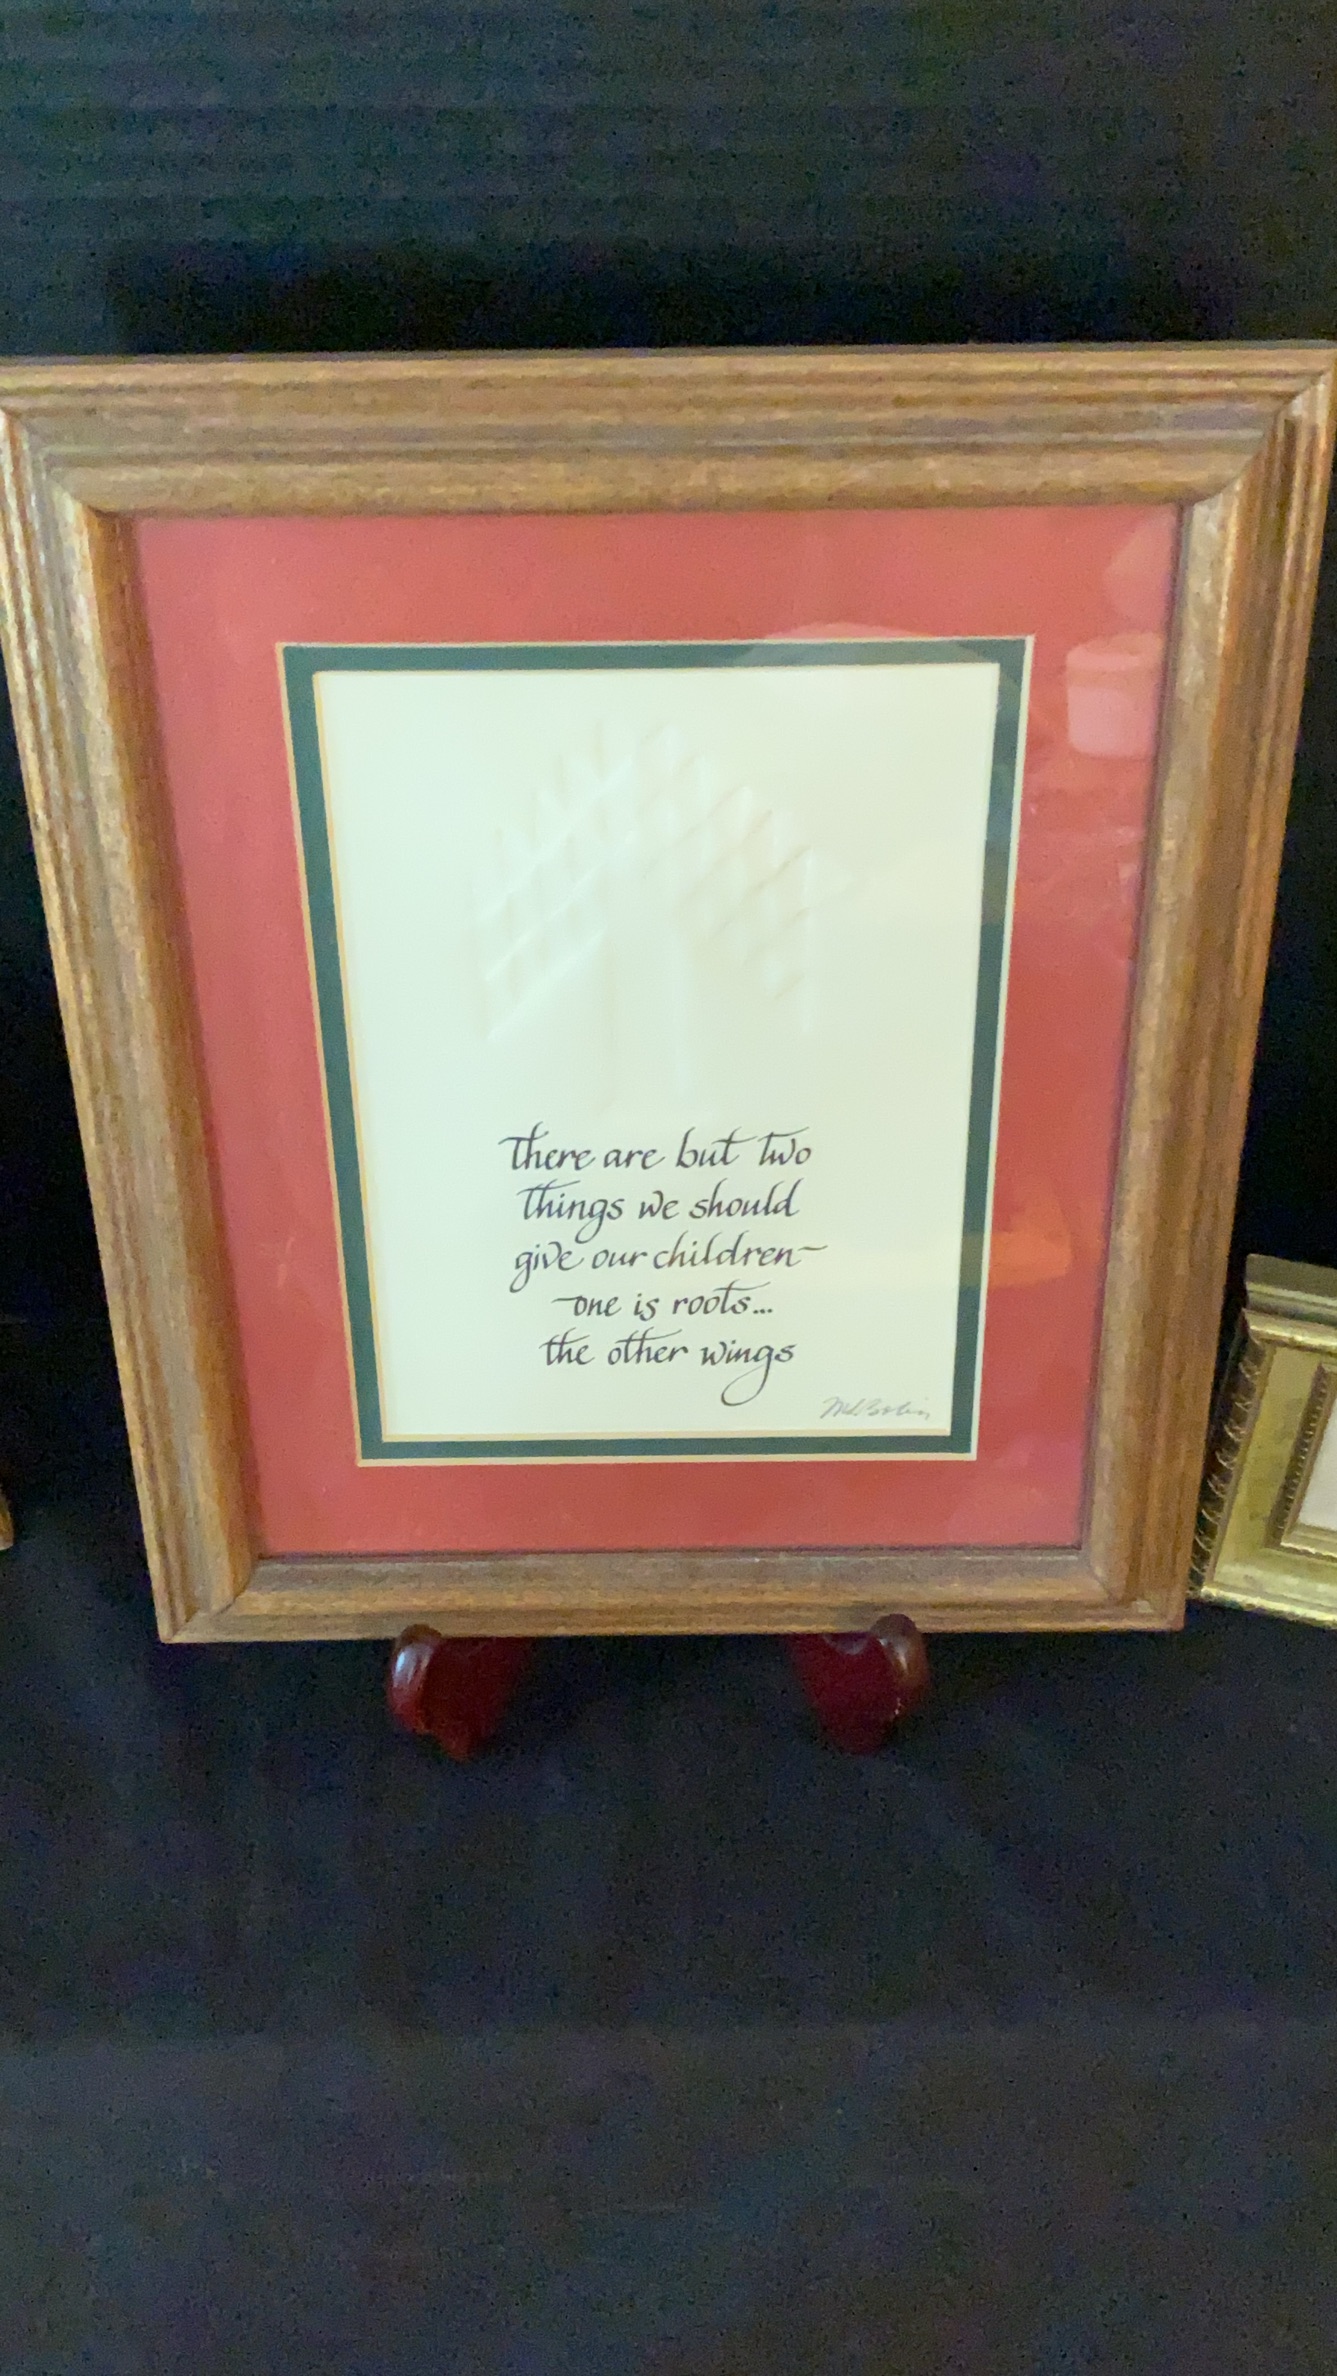 There are but two
things we should
give our children–
one is roots...
the other wings